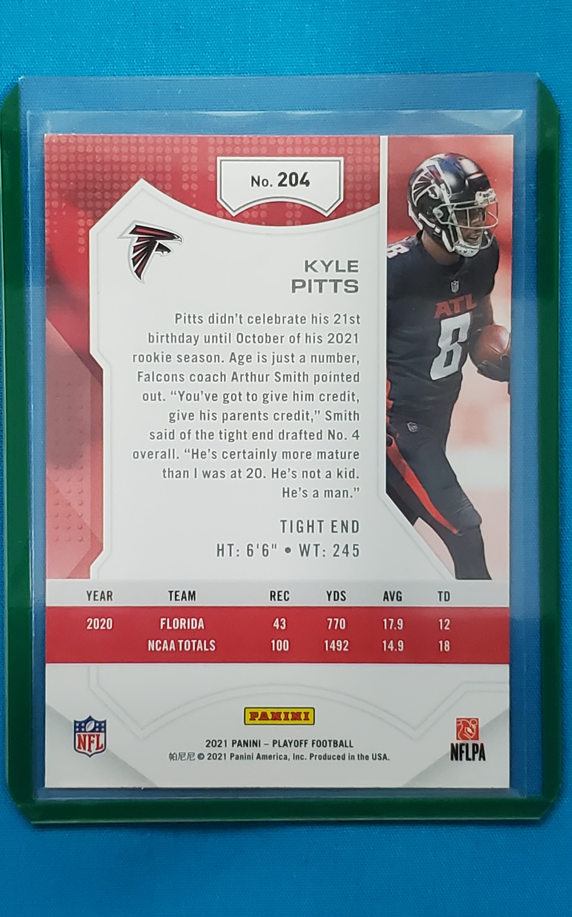 No. 204
KYLE
PITTS
Pitts didn't celebrate his 21st
birthday until October of his 2021
rookie season. Age is just a number,
Falcons coach Arthur Smith pointed
out. “You've got to give him credit,
give his parents credit,” Smith
said of the tight end drafted No. 4
overall. “He's certainly more mature
than I was at 20. He's not a kid.
He's a man.”
TIGHT END
HT: 6'6" • WT: 245
8
ATL
8
YEAR TEAM REC YDS AVG TD
2020 FLORIDA 43 770 17.9 12
NCAA TOTALS 100 1492 14.9 18
PANINI
NFL
2021 PANINI – PLAYOFF FOOTBALL
帕尼尼 © 2021 Panini America, Inc. Produced in the USA.
NFLPA